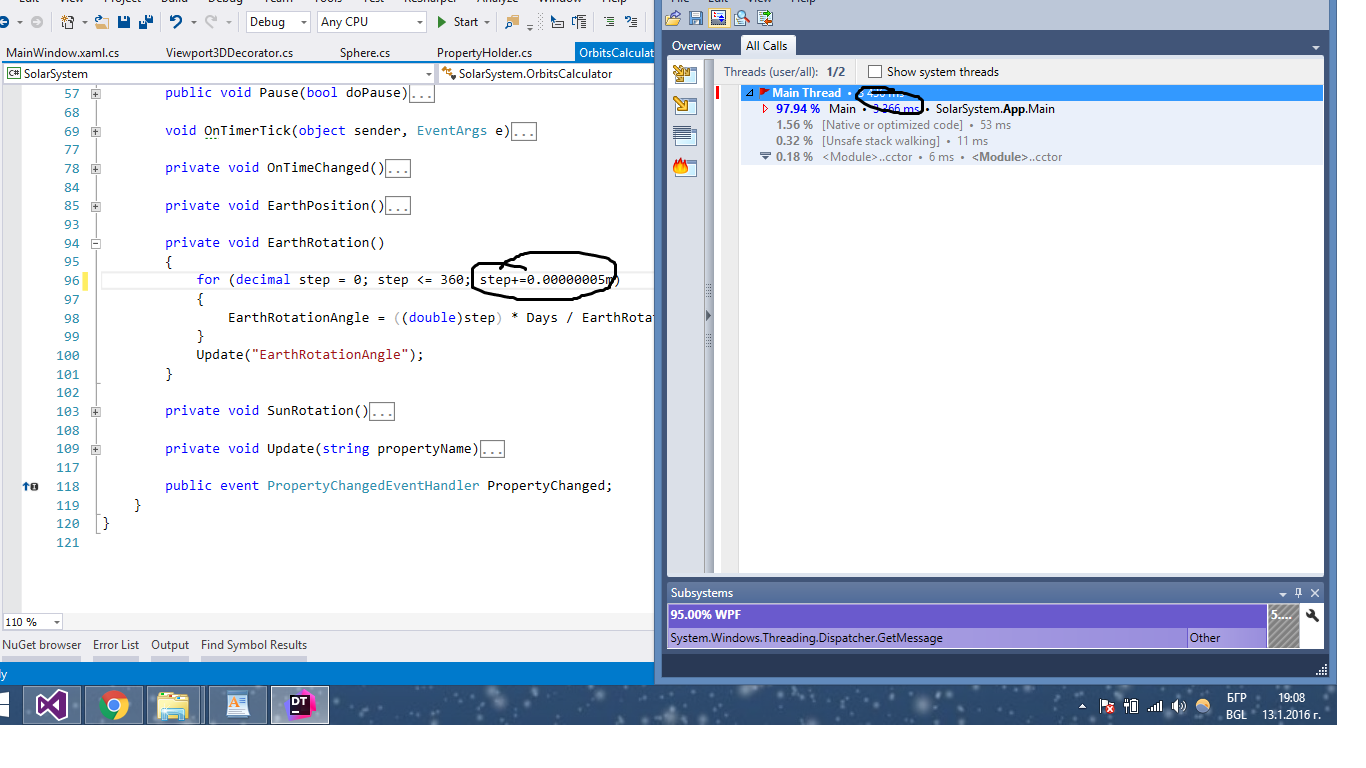 Edit View Project Build Debug Team Tools Test ReSharper Analyze Window Help
Debug Any CPU Start
MainWindow.xaml.cs Viewport3DDecorator.cs Sphere.cs PropertyHolder.cs OrbitsCalculat
C# SolarSystem SolarSystem.OrbitsCalculator
57 public void Pause(bool doPause)...
68
69 void OnTimerTick(object sender, EventArgs e)...
77
78 private void OnTimeChanged()...
84
85 private void EarthPosition()...
93
94 private void EarthRotation()
95 {
96 for (decimal step = 0; step <= 360; step+=0.00000005m)
97 {
98 EarthRotationAngle = ((double)step) * Days / EarthRotat
99 }
100 Update("EarthRotationAngle");
101 }
102
103 private void SunRotation()...
108
109 private void Update(string propertyName)...
117
118 public event PropertyChangedEventHandler PropertyChanged;
119 }
120 }
121
110 %
NuGet browser Error List Output Find Symbol Results
File Edit View Help
Overview All Calls
Threads (user/all): 1/2 Show system threads
Main Thread • ms
97.94 % Main • 3 266 ms • SolarSystem.App.Main
1.56 % [Native or optimized code] • 53 ms
0.32 % [Unsafe stack walking] • 11 ms
0.18 % <Module>..cctor • 6 ms • <Module>..cctor
Subsystems
95.00% WPF 5....
System.Windows.Threading.Dispatcher.GetMessage Other
DT
БГР 19:08
BGL 13.1.2016 г.